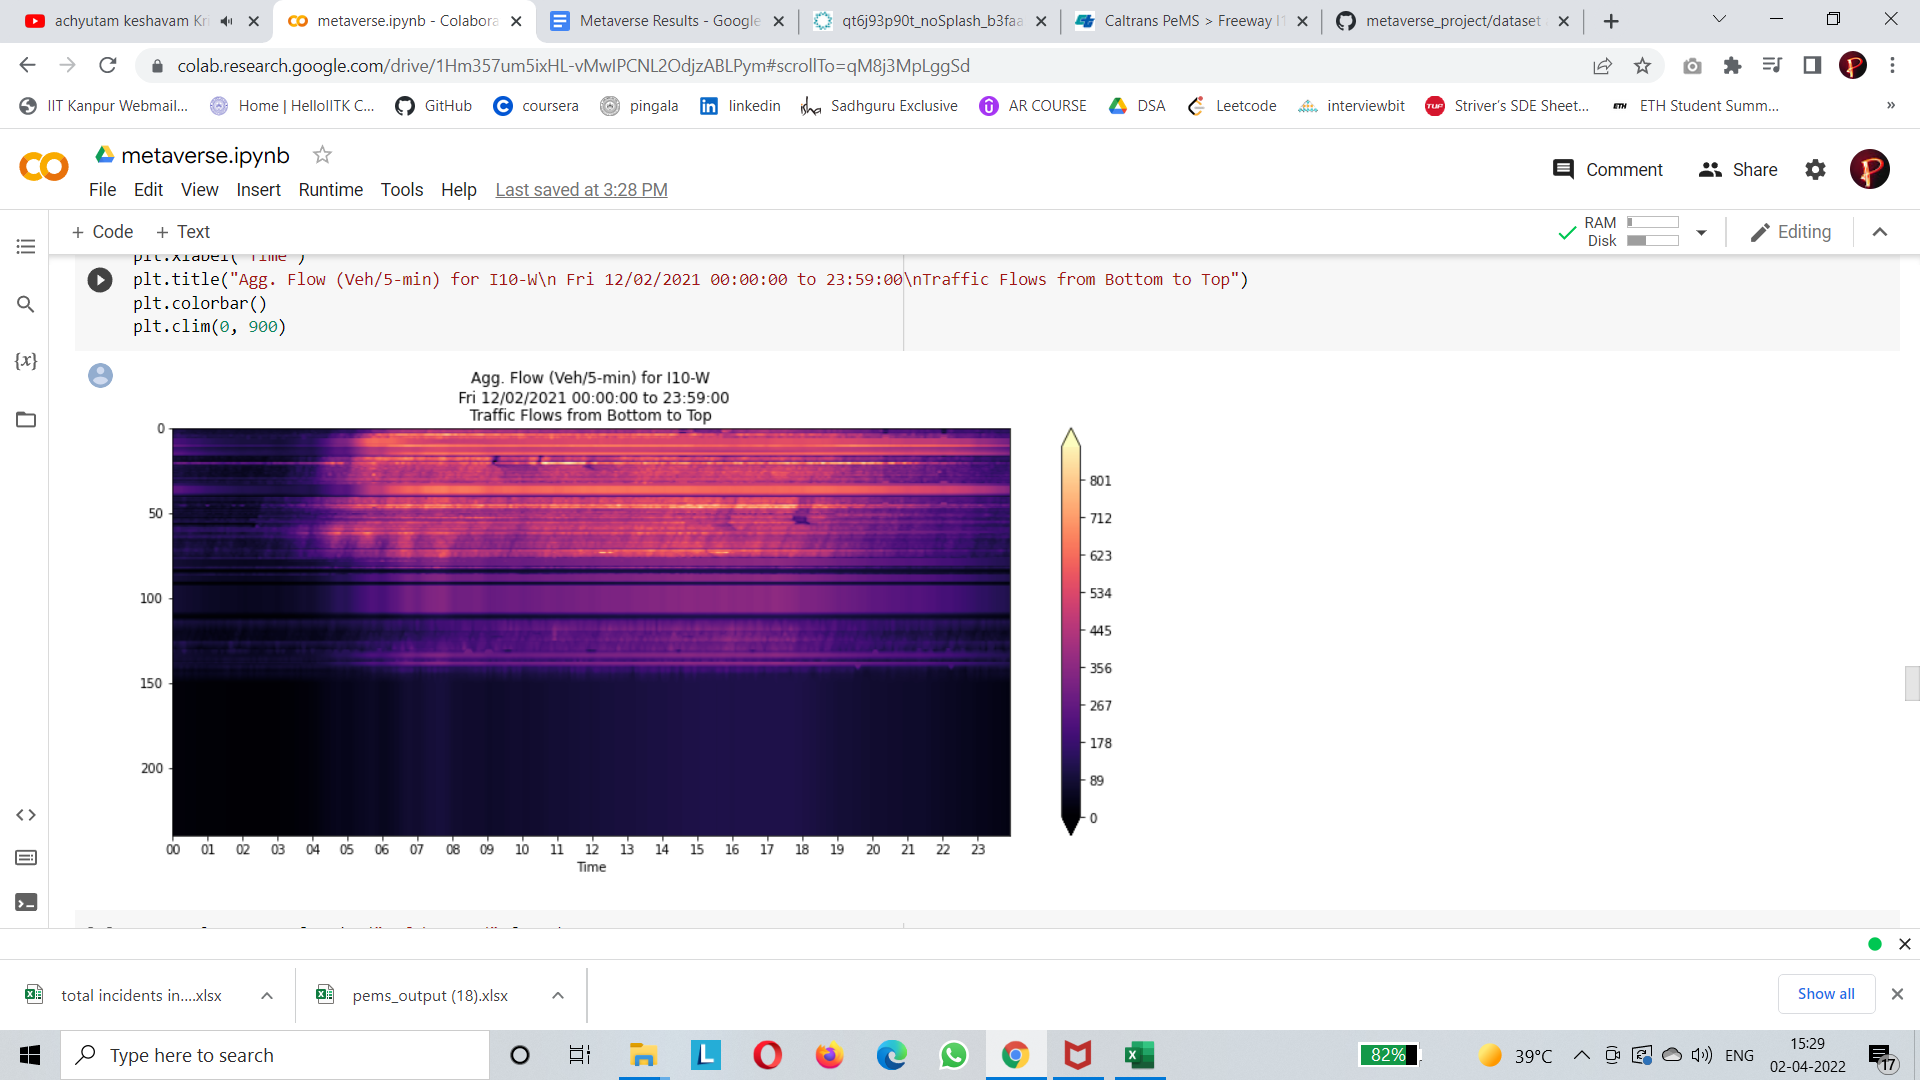 achyutam keshavam Kri
metaverse.ipynb - Colabora
Metaverse Results - Google
qt6j93p90t_noSplash_b3faa
Caltrans PeMS > Freeway I1
metaverse_project/dataset
colab.research.google.com/drive/1Hm357um5ixHL-vMwIPCNL2OdjzABLPym#scrollTo=qM8j3MpLggSd
IIT Kanpur Webmail...
Home | HelloIITK C...
GitHub
coursera
pingala
linkedin
Sadhguru Exclusive
AR COURSE
DSA
Leetcode
interviewbit
TUF
Striver's SDE Sheet...
ETH
ETH Student Summ...
»
metaverse.ipynb
Comment
Share
File Edit View Insert Runtime Tools Help Last saved at 3:28 PM
+ Code + Text
RAM
Disk
Editing
plt.xlabel('Time')
plt.title("Agg. Flow (Veh/5-min) for I10-W\n Fri 12/02/2021 00:00:00 to 23:59:00\nTraffic Flows from Bottom to Top")
plt.colorbar()
plt.clim(0, 900)
{x}
Agg. Flow (Veh/5-min) for I10-W
Fri 12/02/2021 00:00:00 to 23:59:00
Traffic Flows from Bottom to Top
0
50
100
150
200
00 01 02 03 04 05 06 07 08 09 10 11 12 13 14 15 16 17 18 19 20 21 22 23
Time
801
712
623
534
445
356
267
178
89
0
total incidents in....xlsx
pems_output (18).xlsx
Show all
Type here to search
82%
39°C
ENG
15:29
02-04-2022
17